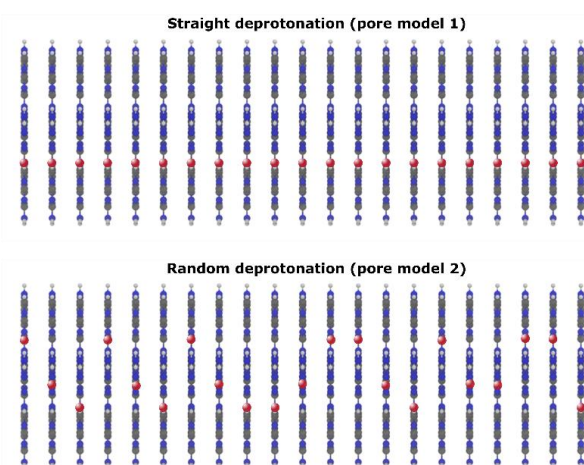 Straight deprotonation (pore model 1)
Random deprotonation (pore model 2)